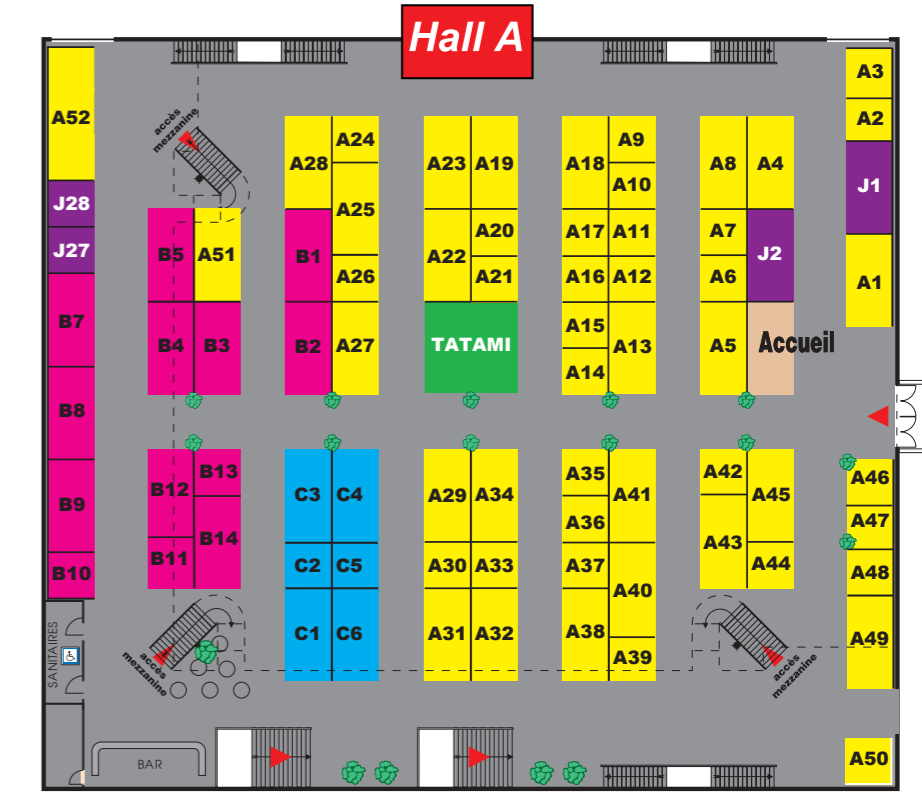 Hall A
A52
J28
J27
B7
B8
B9
B10
SANITAIRES
BAR
accès
mezzanine
B5
A51
B4
B3
B12
B13
B14
B11
accès
mezzanine
A28
A24
A25
B1
A26
B2
A27
C3
C4
C2
C5
C1
C6
A23
A19
A22
A20
A21
TATAMI
A29
A34
A30
A33
A31
A32
A18
A9
A10
A17
A11
A16
A12
A15
A14
A13
A35
A36
A41
A37
A40
A38
A39
A8
A4
A7
A6
J2
A5
Accueil
A42
A45
A43
A44
accès
mezzanine
A3
A2
J1
A1
A46
A47
A48
A49
A50